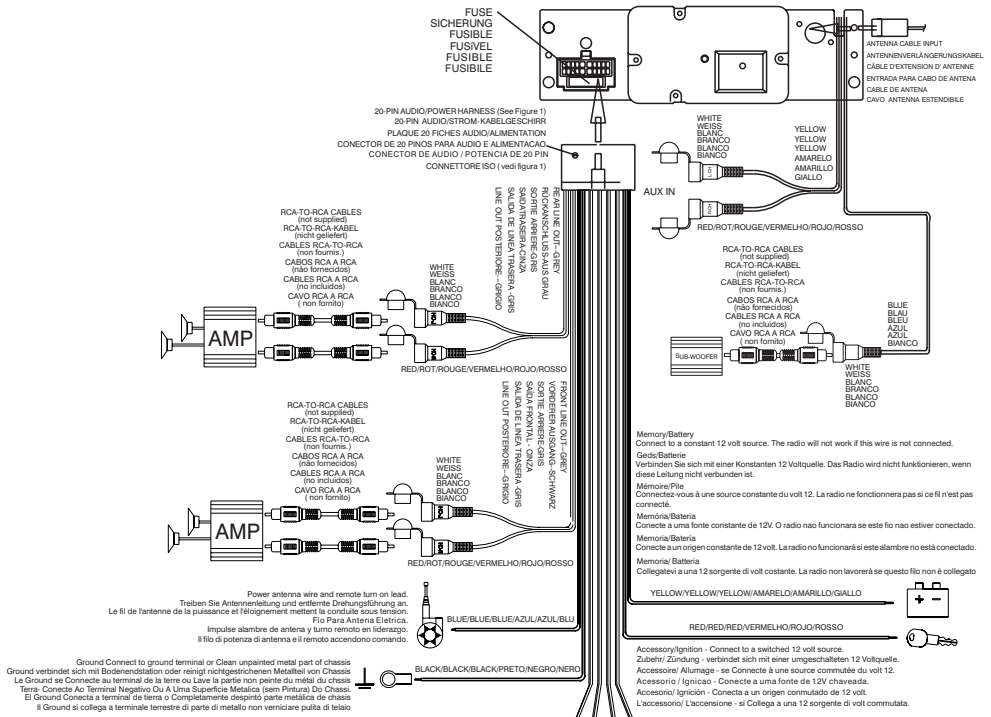 FUSE
SICHERUNG
FUSIBLE
FUSíVEL
FUSIBLE
FUSIBILE
ANTENNA CABLE INPUT
ANTENNENVERLÄNGERUNGSKABEL
CÂBLE D'EXTENSION D' ANTENNE
ENTRADA PARA CABO DE ANTENA
CABLE DE ANTENA
CAVO ANTENNA ESTENDIBILE
20-PIN AUDIO/POWER HARNESS (See Figure 1)
20-PIN AUDIO/STROM-KABELGESCHIRR
PLAQUE 20 FICHES AUDIO/ALIMENTATION
CONECTOR DE 20 PINOS PARA AUDIO E ALIMENTACAO
CONECTOR DE AUDIO / POTENCIA DE 20 PIN
CONNETTORE ISO ( vedi figura 1)
WHITE
WEISS
BLANC
BRANCO
BLANCO
BIANCO
YELLOW
YELLOW
YELLOW
AMARELO
AMARILLO
GIALLO
AUX IN
L-CH
R-CH
RED/ROT/ROUGE/VERMELHO/ROJO/ROSSO
REAR LINE OUT--GREY
RÜCKANSCHLUSS-AUS GRAU
SORTIE ARRIERE-GRIS
SAIDATRASEIRA-CINZA
SALIDA DE LINEA TRASERA -GRIS
LINE OUT POSTERIORE---GRIGIO
RCA-TO-RCA CABLES
(not supplied)
RCA-TO-RCA-KABEL
(nicht geliefert)
CABLES RCA-TO-RCA
(non fournis.)
CABOS RCA A RCA
(não fornecidos)
CABLES RCA A RCA
(no incluidos)
CAVO RCA A RCA
( non fornito)
WHITE
WEISS
BLANC
BRANCO
BLANCO
BIANCO
AMP
RED/ROT/ROUGE/VERMELHO/ROJO/ROSSO
RCA-TO-RCA CABLES
(not supplied)
RCA-TO-RCA-KABEL
(nicht geliefert)
CABLES RCA-TO-RCA
(non fournis.)
CABOS RCA A RCA
(não fornecidos)
CABLES RCA A RCA
(no incluidos)
CAVO RCA A RCA
( non fornito)
BLUE
BLAU
BLEU
AZUL
AZUL
BIANCO
SUB-WOOFER
WHITE
WEISS
BLANC
BRANCO
BLANCO
BIANCO
FRONT LINE OUT---GREY
VORDERER AUSGANG--SCHWARZ
SORTIE ARRIERE-GRIS
SAÍDA FRONTAL - CINZA
SALIDA DE LINEA TRASERA -GRIS
LINE OUT POSTERIORE--GRIGIO
RCA-TO-RCA CABLES
(not supplied)
RCA-TO-RCA-KABEL
(nicht geliefert)
CABLES RCA-TO-RCA
(non fournis.)
CABOS RCA A RCA
(não fornecidos)
CABLES RCA A RCA
(no incluidos)
CAVO RCA A RCA
( non fornito)
WHITE
WEISS
BLANC
BRANCO
BLANCO
BIANCO
AMP
RED/ROT/ROUGE/VERMELHO/ROJO/ROSSO
Memory/Battery
Connect to a constant 12 volt source. The radio will not work if this wire is not connected.
Geds/Batterie
Verbinden Sie sich mit einer Konstanten 12 Voltquelle. Das Radio wird nicht funktionieren, wenn
diese Leitung nicht verbunden ist.
Mémoire/Pile
Connectez-vous à une source constante du volt 12. La radio ne fonctionnera pas si ce fil n'est pas
connecté.
Memória/Bateria
Conecte a uma fonte constante de 12V. O radio nao funcionara se este fio nao estiver conectado.
Memoria/Batería
Conecte a un origen constante de 12 volt. La radio no funcionará si este alambre no está conectado.
Memoria/ Batteria
Collegatevi a una 12 sorgente di volt costante. La radio non lavorerà se questo filo non è collegato
YELLOW/YELLOW/YELLOW/AMARELO/AMARILLO/GIALLO
+ -
RED/RED/RED/VERMELHO/ROJO/ROSSO
Accessory/Ignition - Connect to a switched 12 volt source.
Zubehr/ Zündung - verbindet sich mit einer umgeschalteten 12 Voltquelle.
Accessoire/ Allumage - se Connecte à une source commutée du volt 12.
Acessorio / Ignicao - Conecte a uma fonte de 12V chaveada.
Accesorio/ Ignición - Conecta a un origen conmutado de 12 volt.
L'accessorio/ L'accensione - si Collega a una 12 sorgente di volt commutata.
Power antenna wire and remote turn on lead.
Treiben Sie Antennenleitung und entfernte Drehungsführung an.
Le fil de l'antenne de la puissance et l'éloignement mettent la conduite sous tension.
Fio Para Antena Eletrica.
Impulse alambre de antena y turno remoto en liderazgo.
Il filo di potenza di antenna e il remoto accendono comando.
BLUE/BLUE/BLUE/AZUL/AZUL/BLU
Ground Connect to ground terminal or Clean unpainted metal part of chassis
Ground verbindet sich mit Bodenendstation oder reinigt nichtgestrichenen Metallteil von Chassis
Le Ground se Connecte au terminal de la terre ou Lave la partie non peinte du métal du chssis
Terra- Conecte Ao Terminal Negativo Ou A Uma Superficie Metalica (sem Pintura) Do Chassi.
El Ground Conecta a terminal de tierra o Completamente despintó parte metálica de chasis
Il Ground si collega a terminale terrestre di parte di metallo non verniciare pulita di telaio
BLACK/BLACK/BLACK/PRETO/NEGRO/NERO